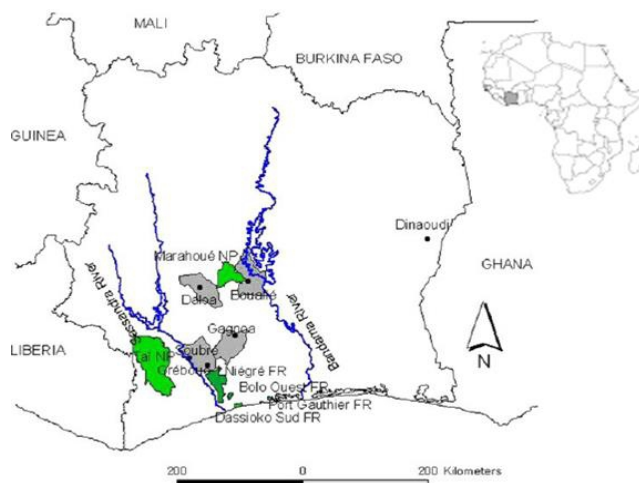 MALI
BURKINA FASO
GUINEA
Dinaoudi
Marahoué NP
GHANA
Daloa
Bouaflé
Sassandra River
Bandama River
Gagnoa
LIBERIA
Taï NP
Soubré
N
Niégré FR
Bolo Ouest FR
Port Gauthier FR
Dassioko Sud FR
200
0
200 Kilometers